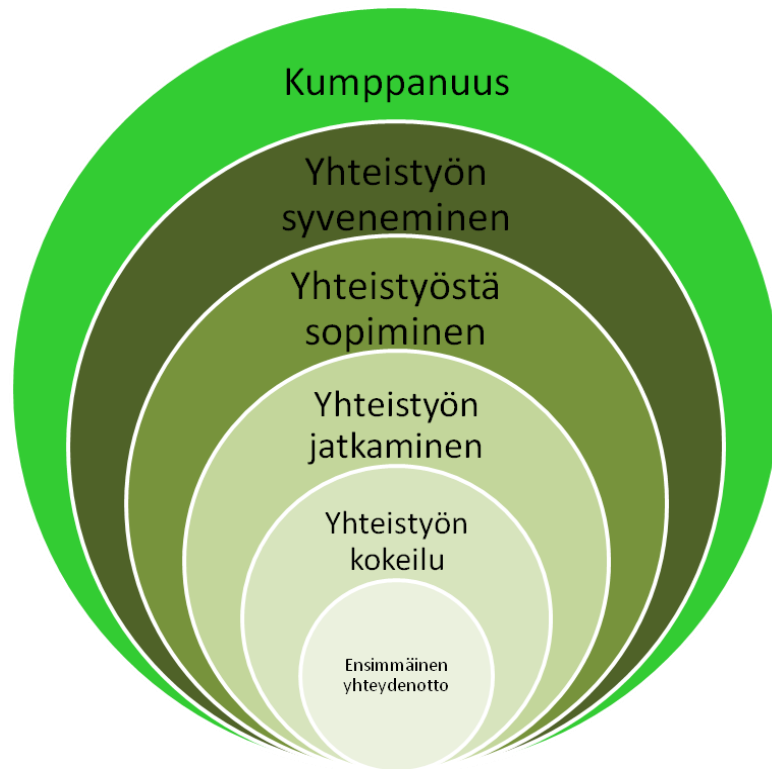 Kumppanuus
Yhteistyön
syveneminen
Yhteistyöstä
sopiminen
Yhteistyön
jatkaminen
Yhteistyön
kokeilu
Ensimmäinen
yhteydenotto